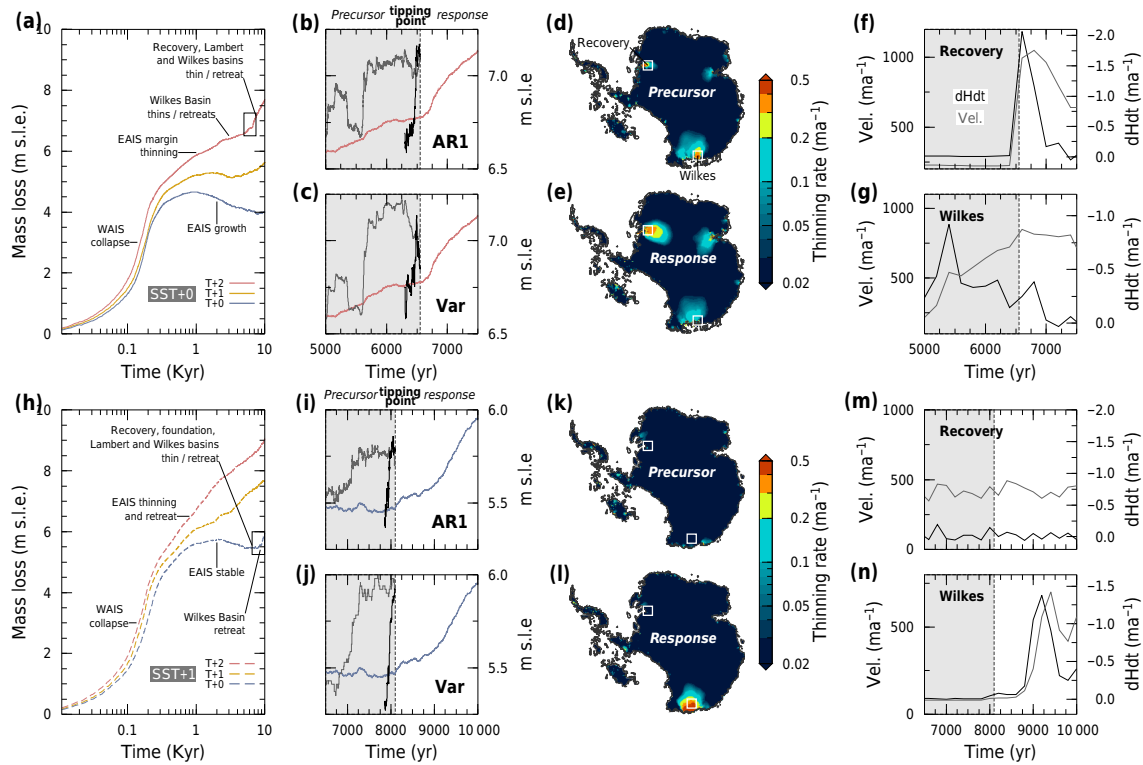 (a)
10
8
6
4
2
0
Mass loss (m s.l.e.)
Recovery, Lambert
and Wilkes basins
thin / retreat
Wilkes Basin
thins / retreats
EAIS margin
thinning
WAIS
collapse
EAIS growth
SST+0
T+2
T+1
T+0
0.1
1
10
Time (Kyr)
Precursor tipping point response
(b)
AR1
7.0
6.5
m s.l.e
(c)
Var
7.0
6.5
m s.l.e
5000
6000
7000
Time (yr)
(d)
Recovery
Precursor
Wilkes
(e)
Response
0.5
0.2
0.1
0.05
0.02
Thinning rate (ma⁻¹)
(f)
Recovery
dHdt
Vel.
1000
750
500
250
Vel. (ma⁻¹)
−2.0
−1.5
−1.0
−0.5
0.0
dHdt (ma⁻¹)
(g)
Wilkes
1000
750
500
250
Vel. (ma⁻¹)
−1.0
−0.5
0.0
dHdt (ma⁻¹)
5000
6000
7000
Time (yr)
(h)
10
8
6
4
2
0
Mass loss (m s.l.e.)
Recovery, foundation,
Lambert and Wilkes basins
thin / retreat
EAIS thinning
and retreat
EAIS stable
WAIS
collapse
Wilkes Basin
retreat
SST+1
T+2
T+1
T+0
0.1
1
10
Time (Kyr)
Precursor tipping point response
(i)
AR1
6.0
5.5
m s.l.e
(j)
Var
6.0
5.5
m s.l.e
7000
8000
9000
10 000
Time (yr)
(k)
Precursor
(l)
Response
0.5
0.2
0.1
0.05
0.02
Thinning rate (ma⁻¹)
(m)
Recovery
1000
750
500
250
0
Vel. (ma⁻¹)
−2.0
−1.5
−1.0
−0.5
0.0
dHdt (ma⁻¹)
(n)
Wilkes
500
0
Vel. (ma⁻¹)
−1.5
−1.0
−0.5
0.0
dHdt (ma⁻¹)
7000
8000
9000
10 000
Time (yr)